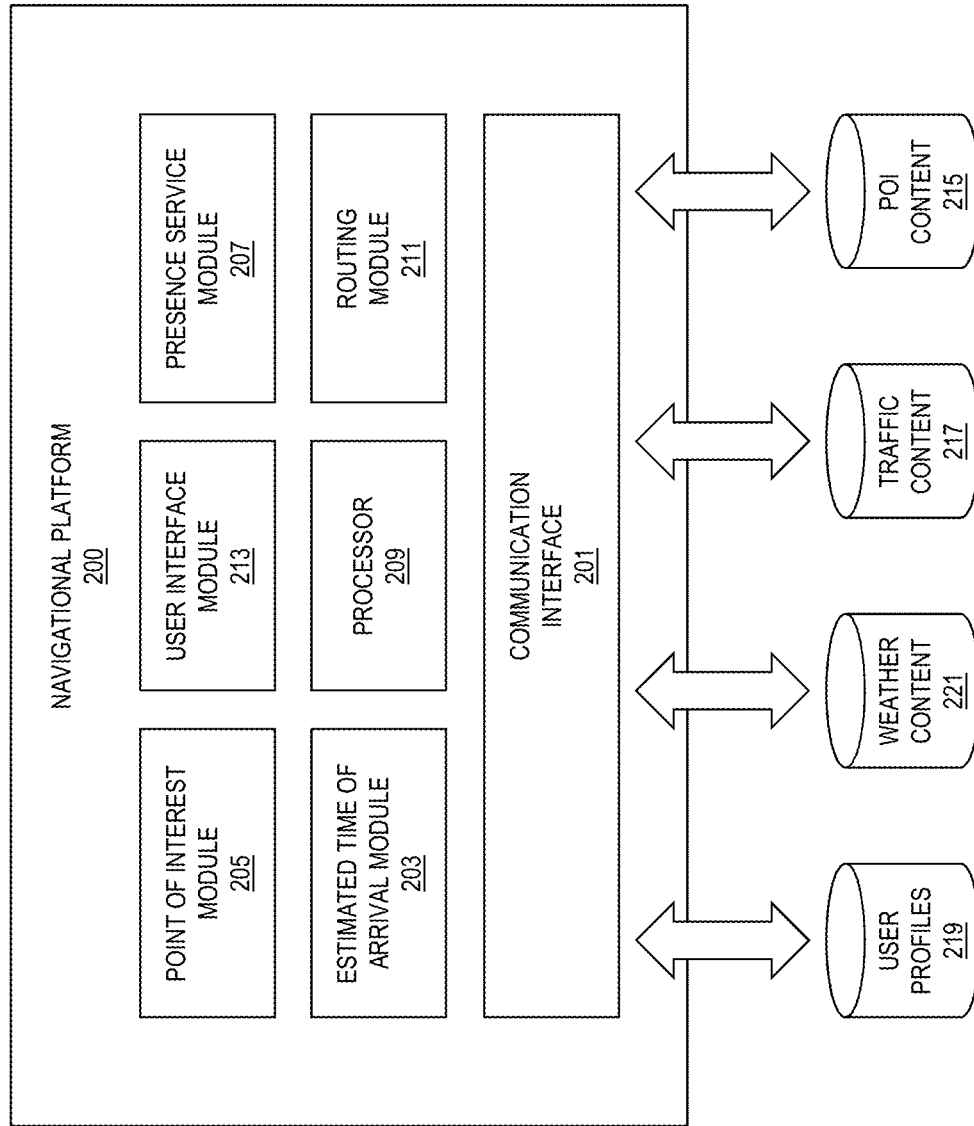 NAVIGATIONAL PLATFORM
200
POINT OF INTEREST
MODULE
205
USER INTERFACE
MODULE
213
PRESENCE SERVICE
MODULE
207
ESTIMATED TIME OF
ARRIVAL MODULE
203
PROCESSOR
209
ROUTING
MODULE
211
COMMUNICATION
INTERFACE
201
USER
PROFILES
219
WEATHER
CONTENT
221
TRAFFIC
CONTENT
217
POI
CONTENT
215